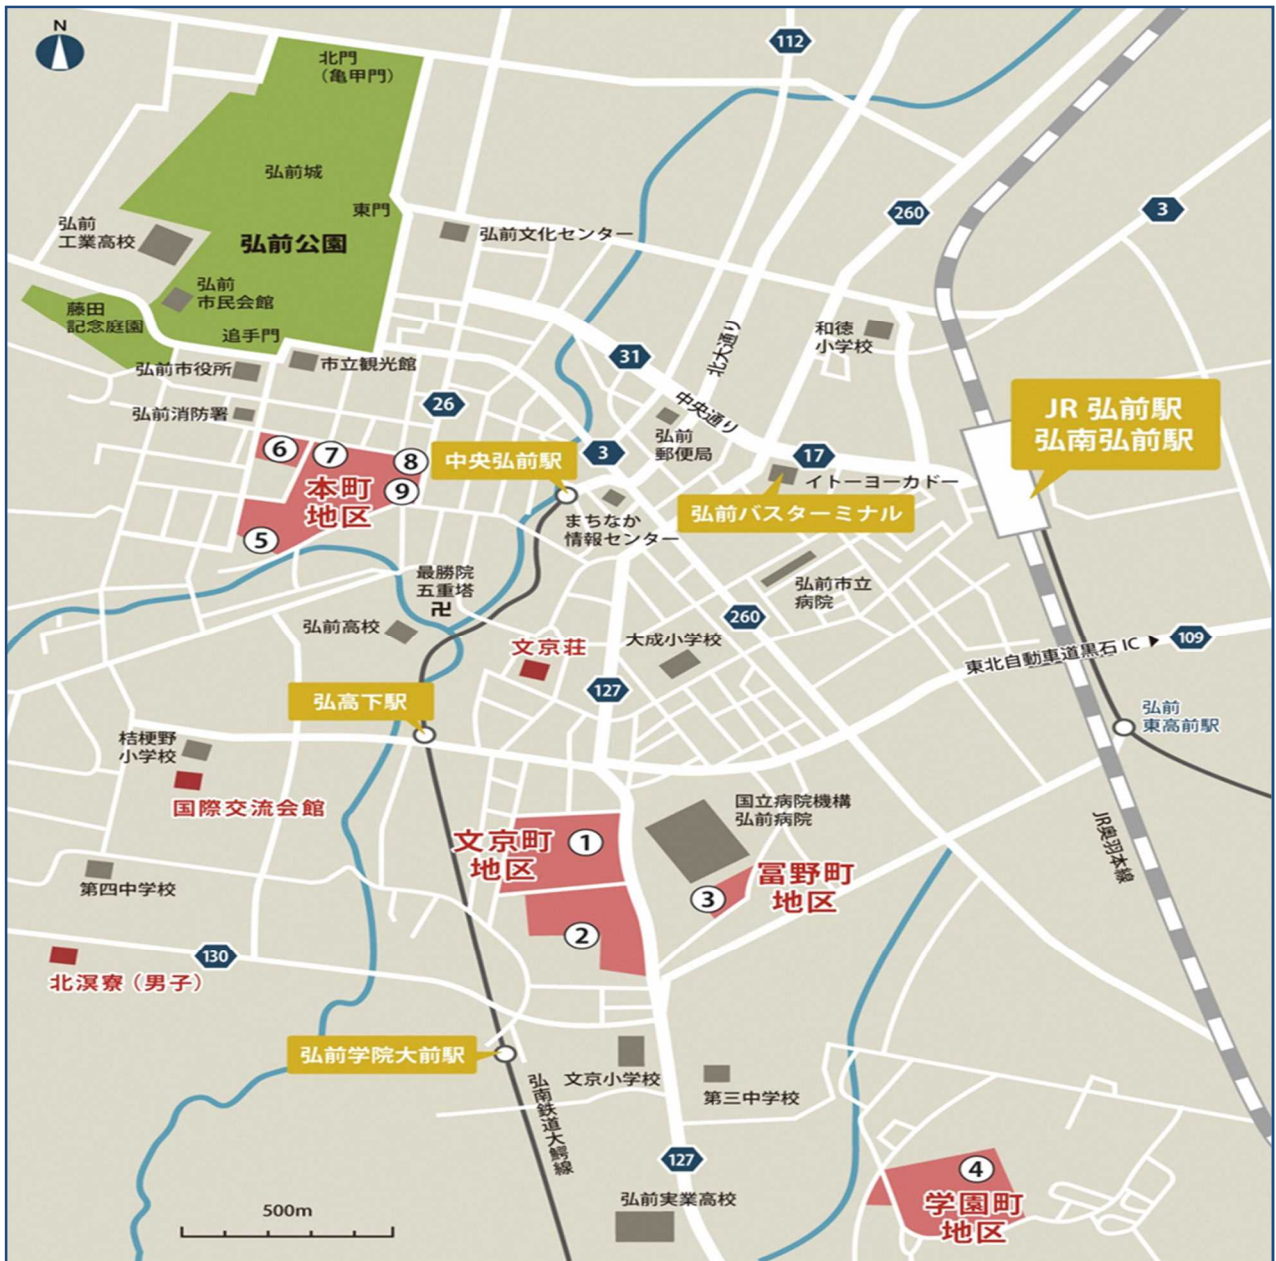 N
北門
（亀甲門）
112
弘前城
東門
260
3
弘前
工業高校
弘前公園
弘前文化センター
弘前
市民会館
藤田
記念庭園
追手門
北大通り
和徳
小学校
31
弘前市役所
市立観光館
中央通り
JR 弘前駅
弘南弘前駅
26
弘前消防署
弘前
郵便局
6
7
8
中央弘前駅
3
17
イトーヨーカドー
本町
地区
9
弘前バスターミナル
5
まちなか
情報センター
最勝院
五重塔
卍
弘前市立
病院
260
弘前高校
文京荘
大成小学校
109
東北自動車道黒石 IC
弘高下駅
127
弘前
東高前駅
桔梗野
小学校
国際交流会館
国立病院機構
弘前病院
JR奥羽本線
文京町
地区
1
冨野町
地区
3
第四中学校
2
130
北溟寮（男子）
弘前学院大前駅
文京小学校
弘南鉄道大鰐線
第三中学校
127
4
学園町
地区
弘前実業高校
500m